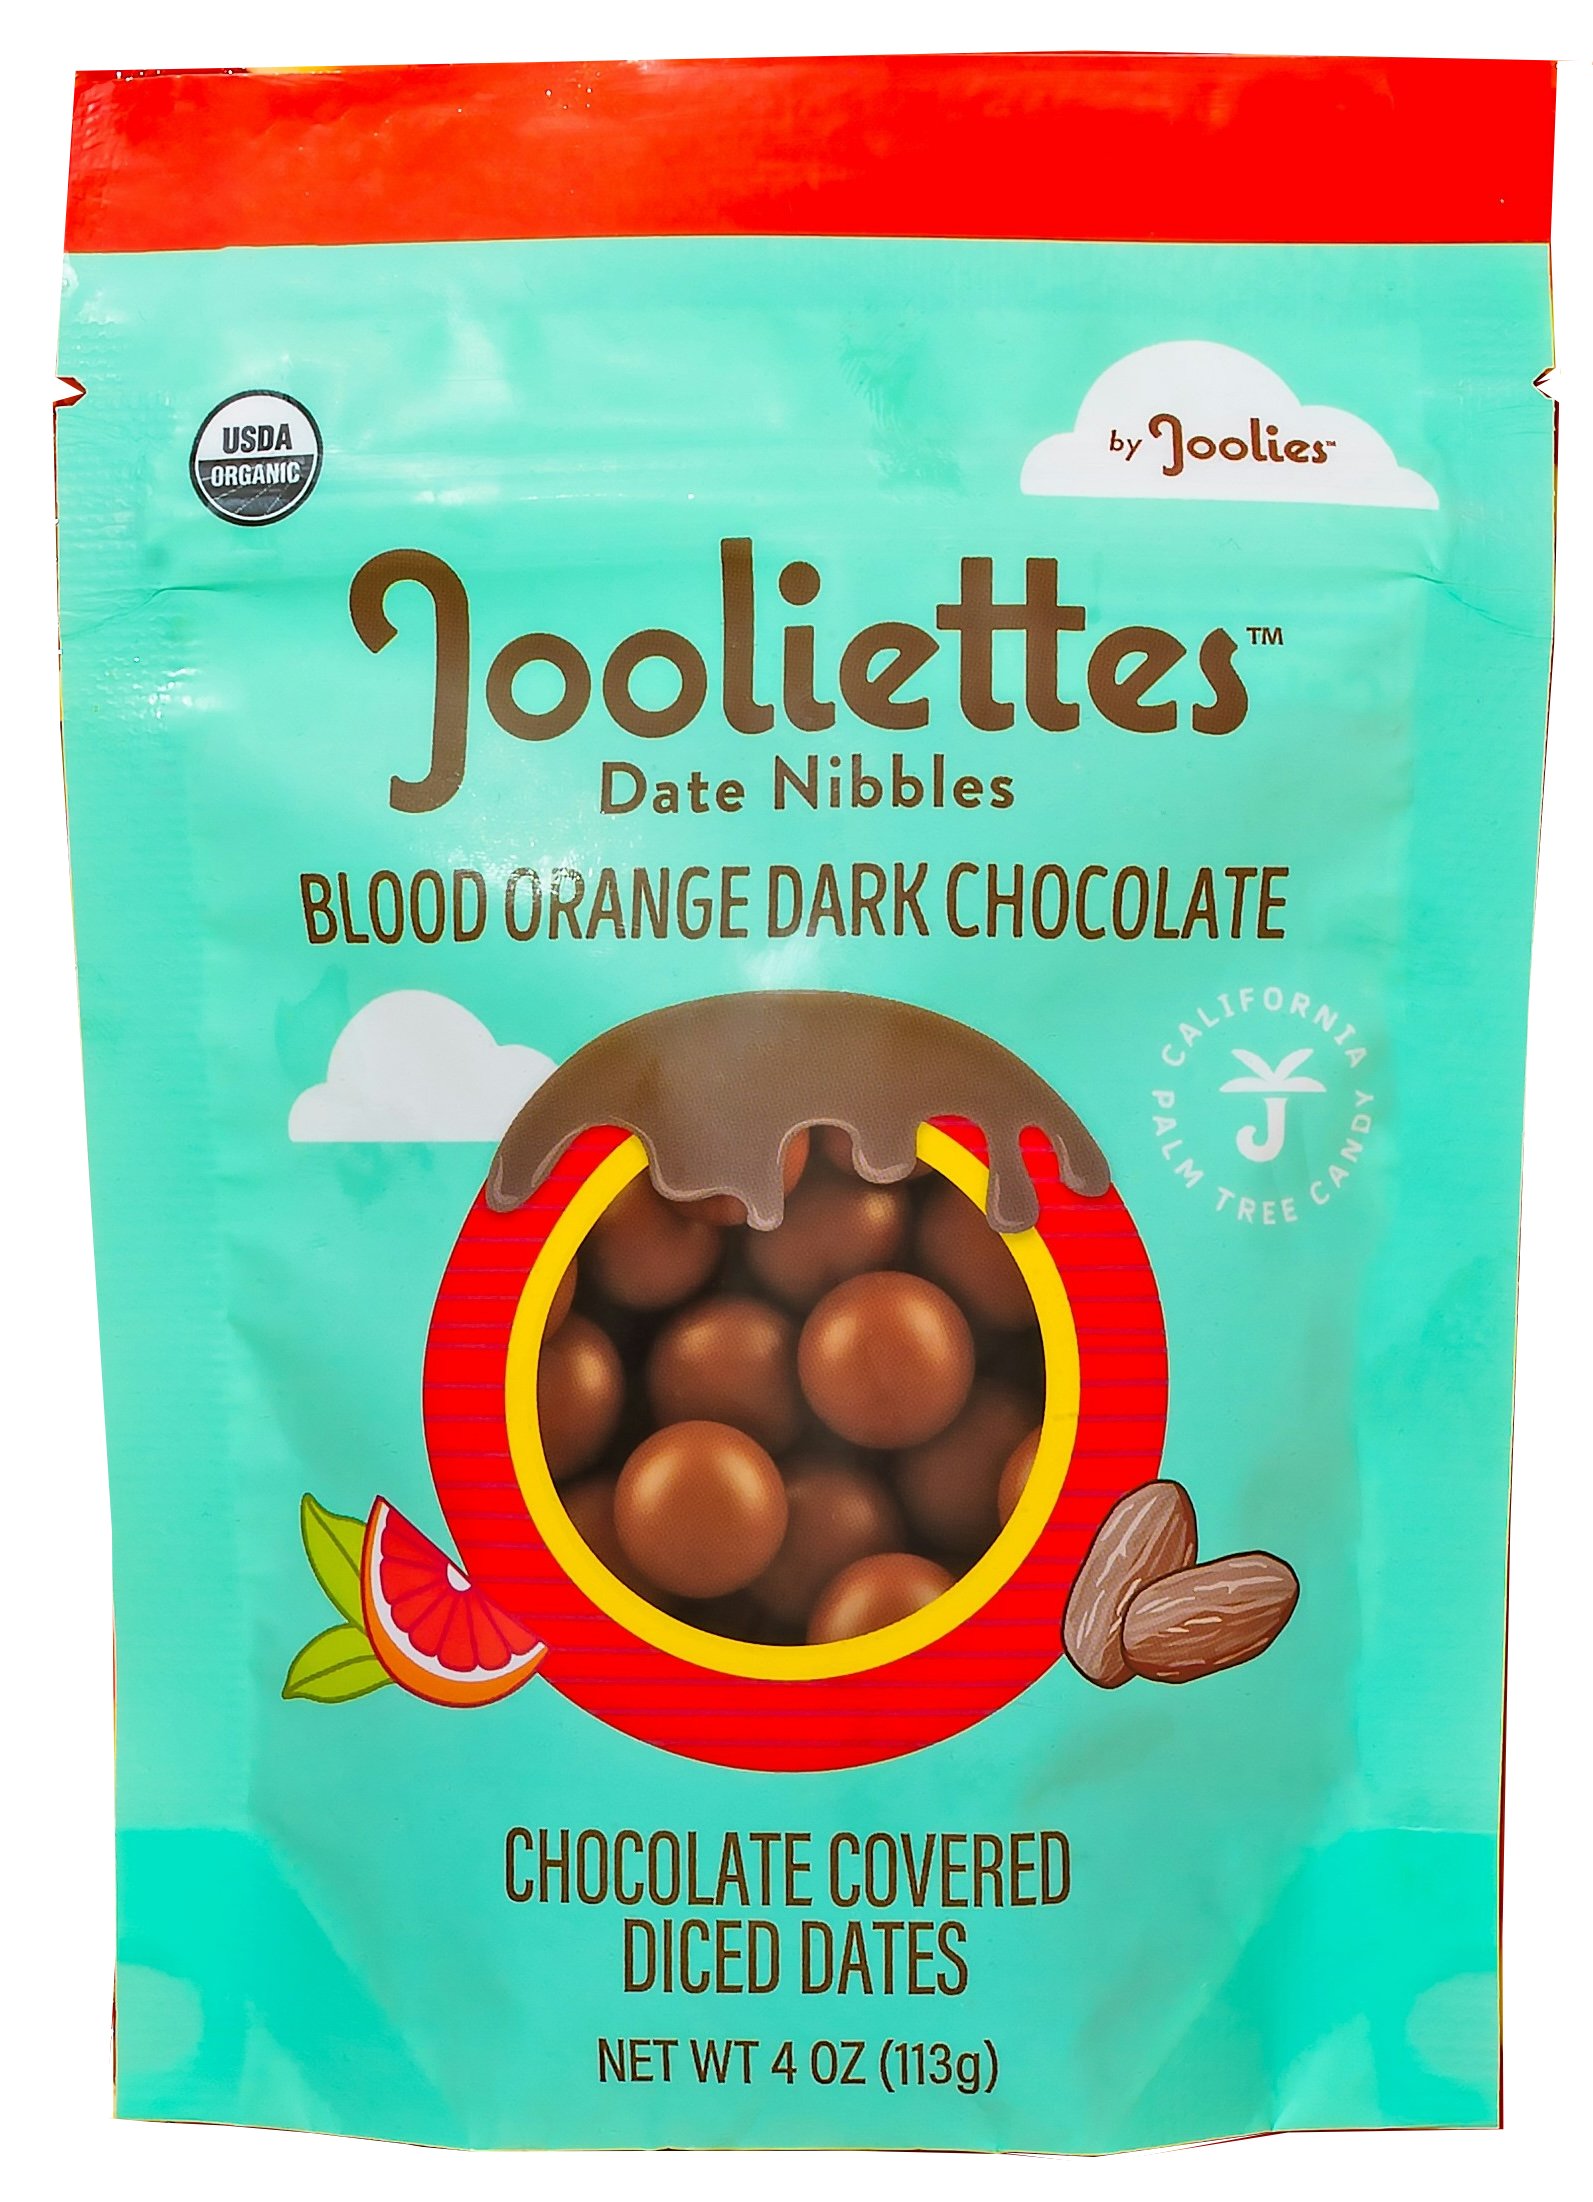 USDA
ORGANIC
by Joolies™
Jooliettes™
Date Nibbles
BLOOD ORANGE DARK CHOCOLATE
CALIFORNIA
PALM TREE CANDY
J
CHOCOLATE COVERED
DICED DATES
NET WT 4 OZ (113g)